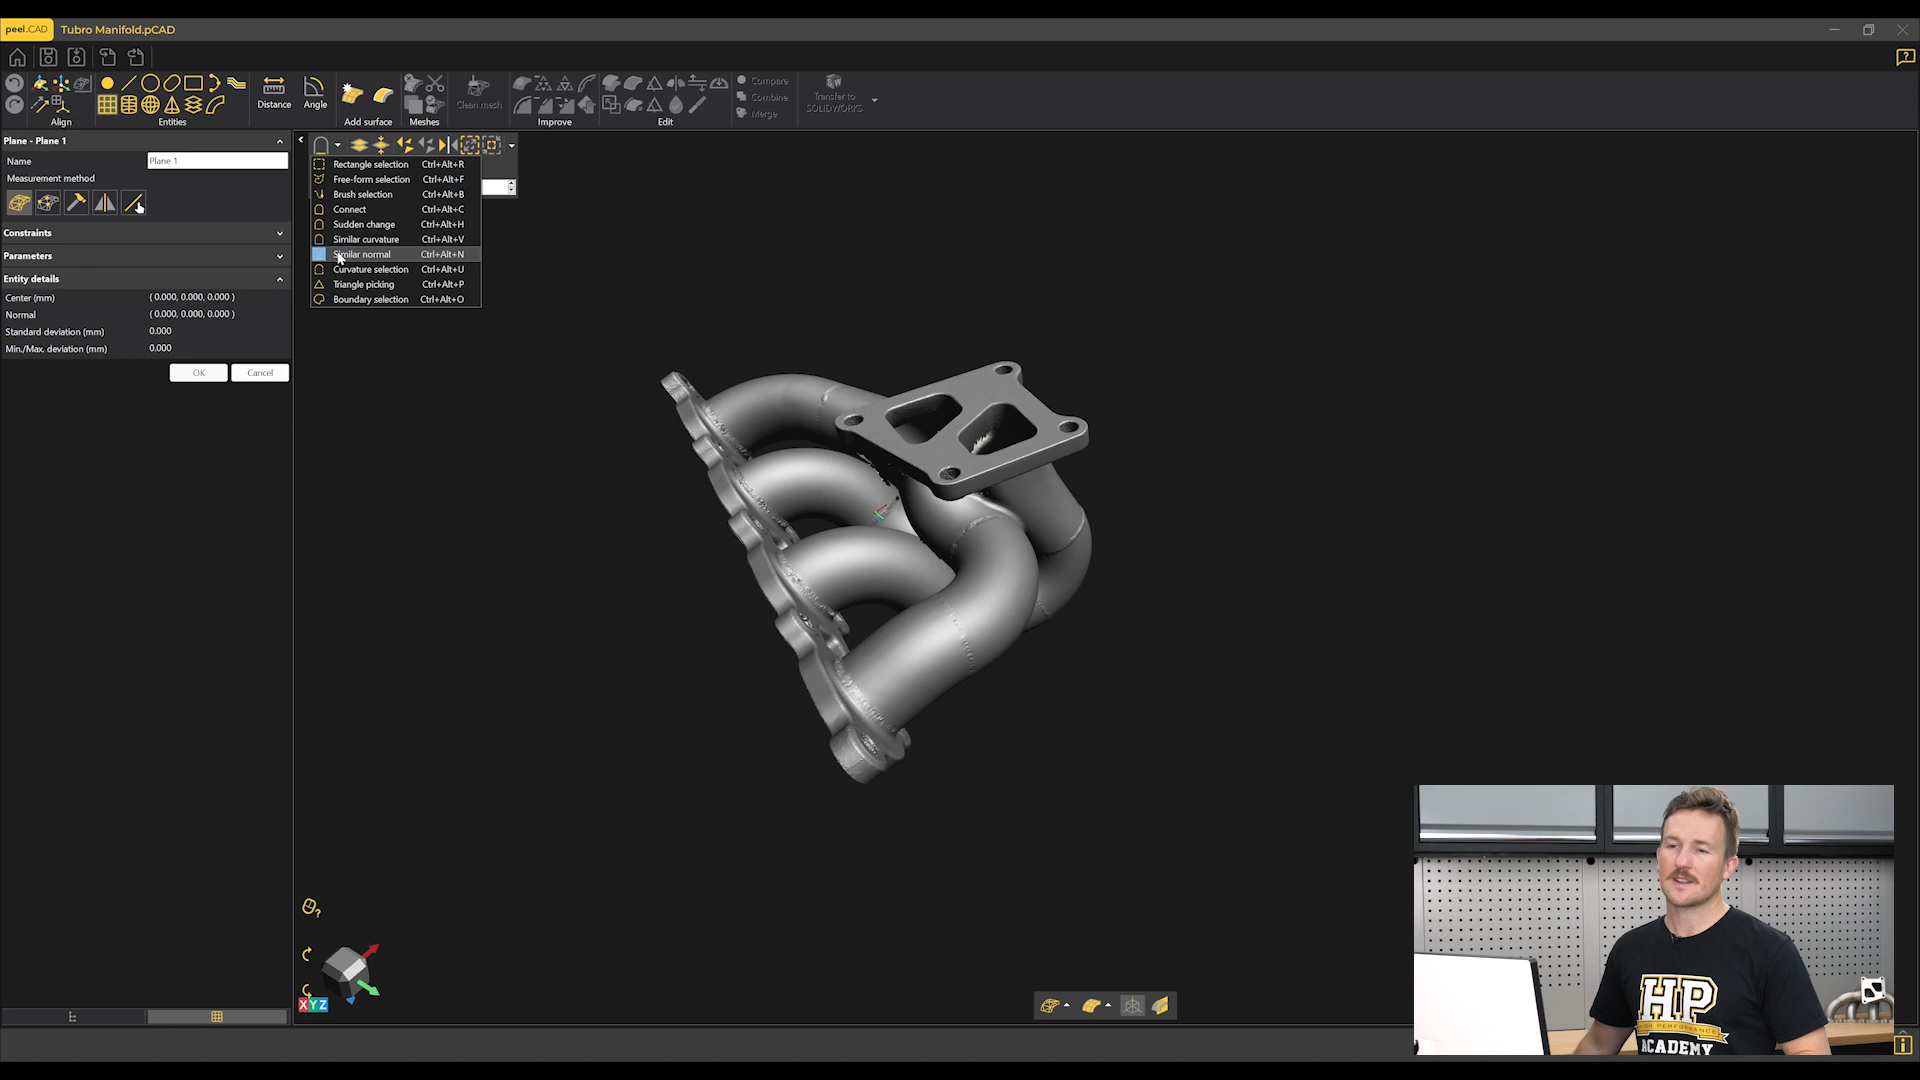 peel.CAD Tubro Manifold.pCAD
Align
Entities
Distance
Angle
Add surface
Meshes
Clean mesh
Improve
Edit
Compare
Combine
Merge
Transfer to
SOLIDWORKS
Plane - Plane 1
Name Plane 1
Measurement method
Constraints
Parameters
Entity details
Center (mm) ( 0.000, 0.000, 0.000 )
Normal ( 0.000, 0.000, 0.000 )
Standard deviation (mm) 0.000
Min./Max. deviation (mm) 0.000
OK Cancel
Rectangle selection Ctrl+Alt+R
Free-form selection Ctrl+Alt+F
Brush selection Ctrl+Alt+B
Connect Ctrl+Alt+C
Sudden change Ctrl+Alt+H
Similar curvature Ctrl+Alt+V
Similar normal Ctrl+Alt+N
Curvature selection Ctrl+Alt+U
Triangle picking Ctrl+Alt+P
Boundary selection Ctrl+Alt+O
X Y Z
HP
HIGH PERFORMANCE
ACADEMY